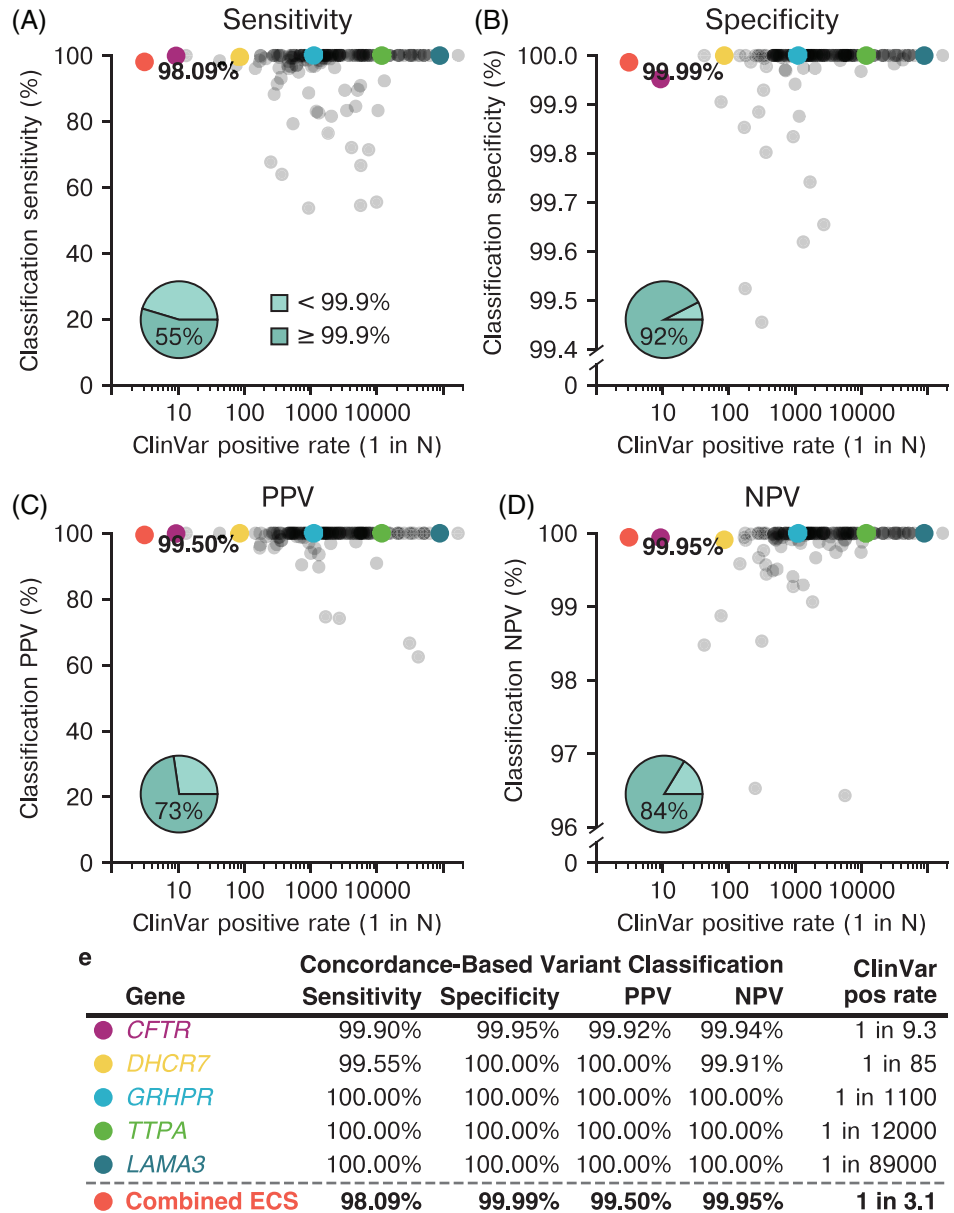 (A)
Sensitivity
Classification sensitivity (%)
100
80
60
40
20
0
98.09%
55%
< 99.9%
≥ 99.9%
10 100 1000 10000
ClinVar positive rate (1 in N)
(B)
Specificity
Classification specificity (%)
100.0
99.9
99.8
99.7
99.6
99.5
99.4
0
99.99%
92%
10 100 1000 10000
ClinVar positive rate (1 in N)
(C)
PPV
Classification PPV (%)
100
80
60
40
20
0
99.50%
73%
10 100 1000 10000
ClinVar positive rate (1 in N)
(D)
NPV
Classification NPV (%)
100
99
98
97
96
0
99.95%
84%
10 100 1000 10000
ClinVar positive rate (1 in N)
e
Concordance-Based Variant Classification ClinVar
Gene Sensitivity Specificity PPV NPV pos rate
CFTR 99.90% 99.95% 99.92% 99.94% 1 in 9.3
DHCR7 99.55% 100.00% 100.00% 99.91% 1 in 85
GRHPR 100.00% 100.00% 100.00% 100.00% 1 in 1100
TTPA 100.00% 100.00% 100.00% 100.00% 1 in 12000
LAMA3 100.00% 100.00% 100.00% 100.00% 1 in 89000
Combined ECS 98.09% 99.99% 99.50% 99.95% 1 in 3.1